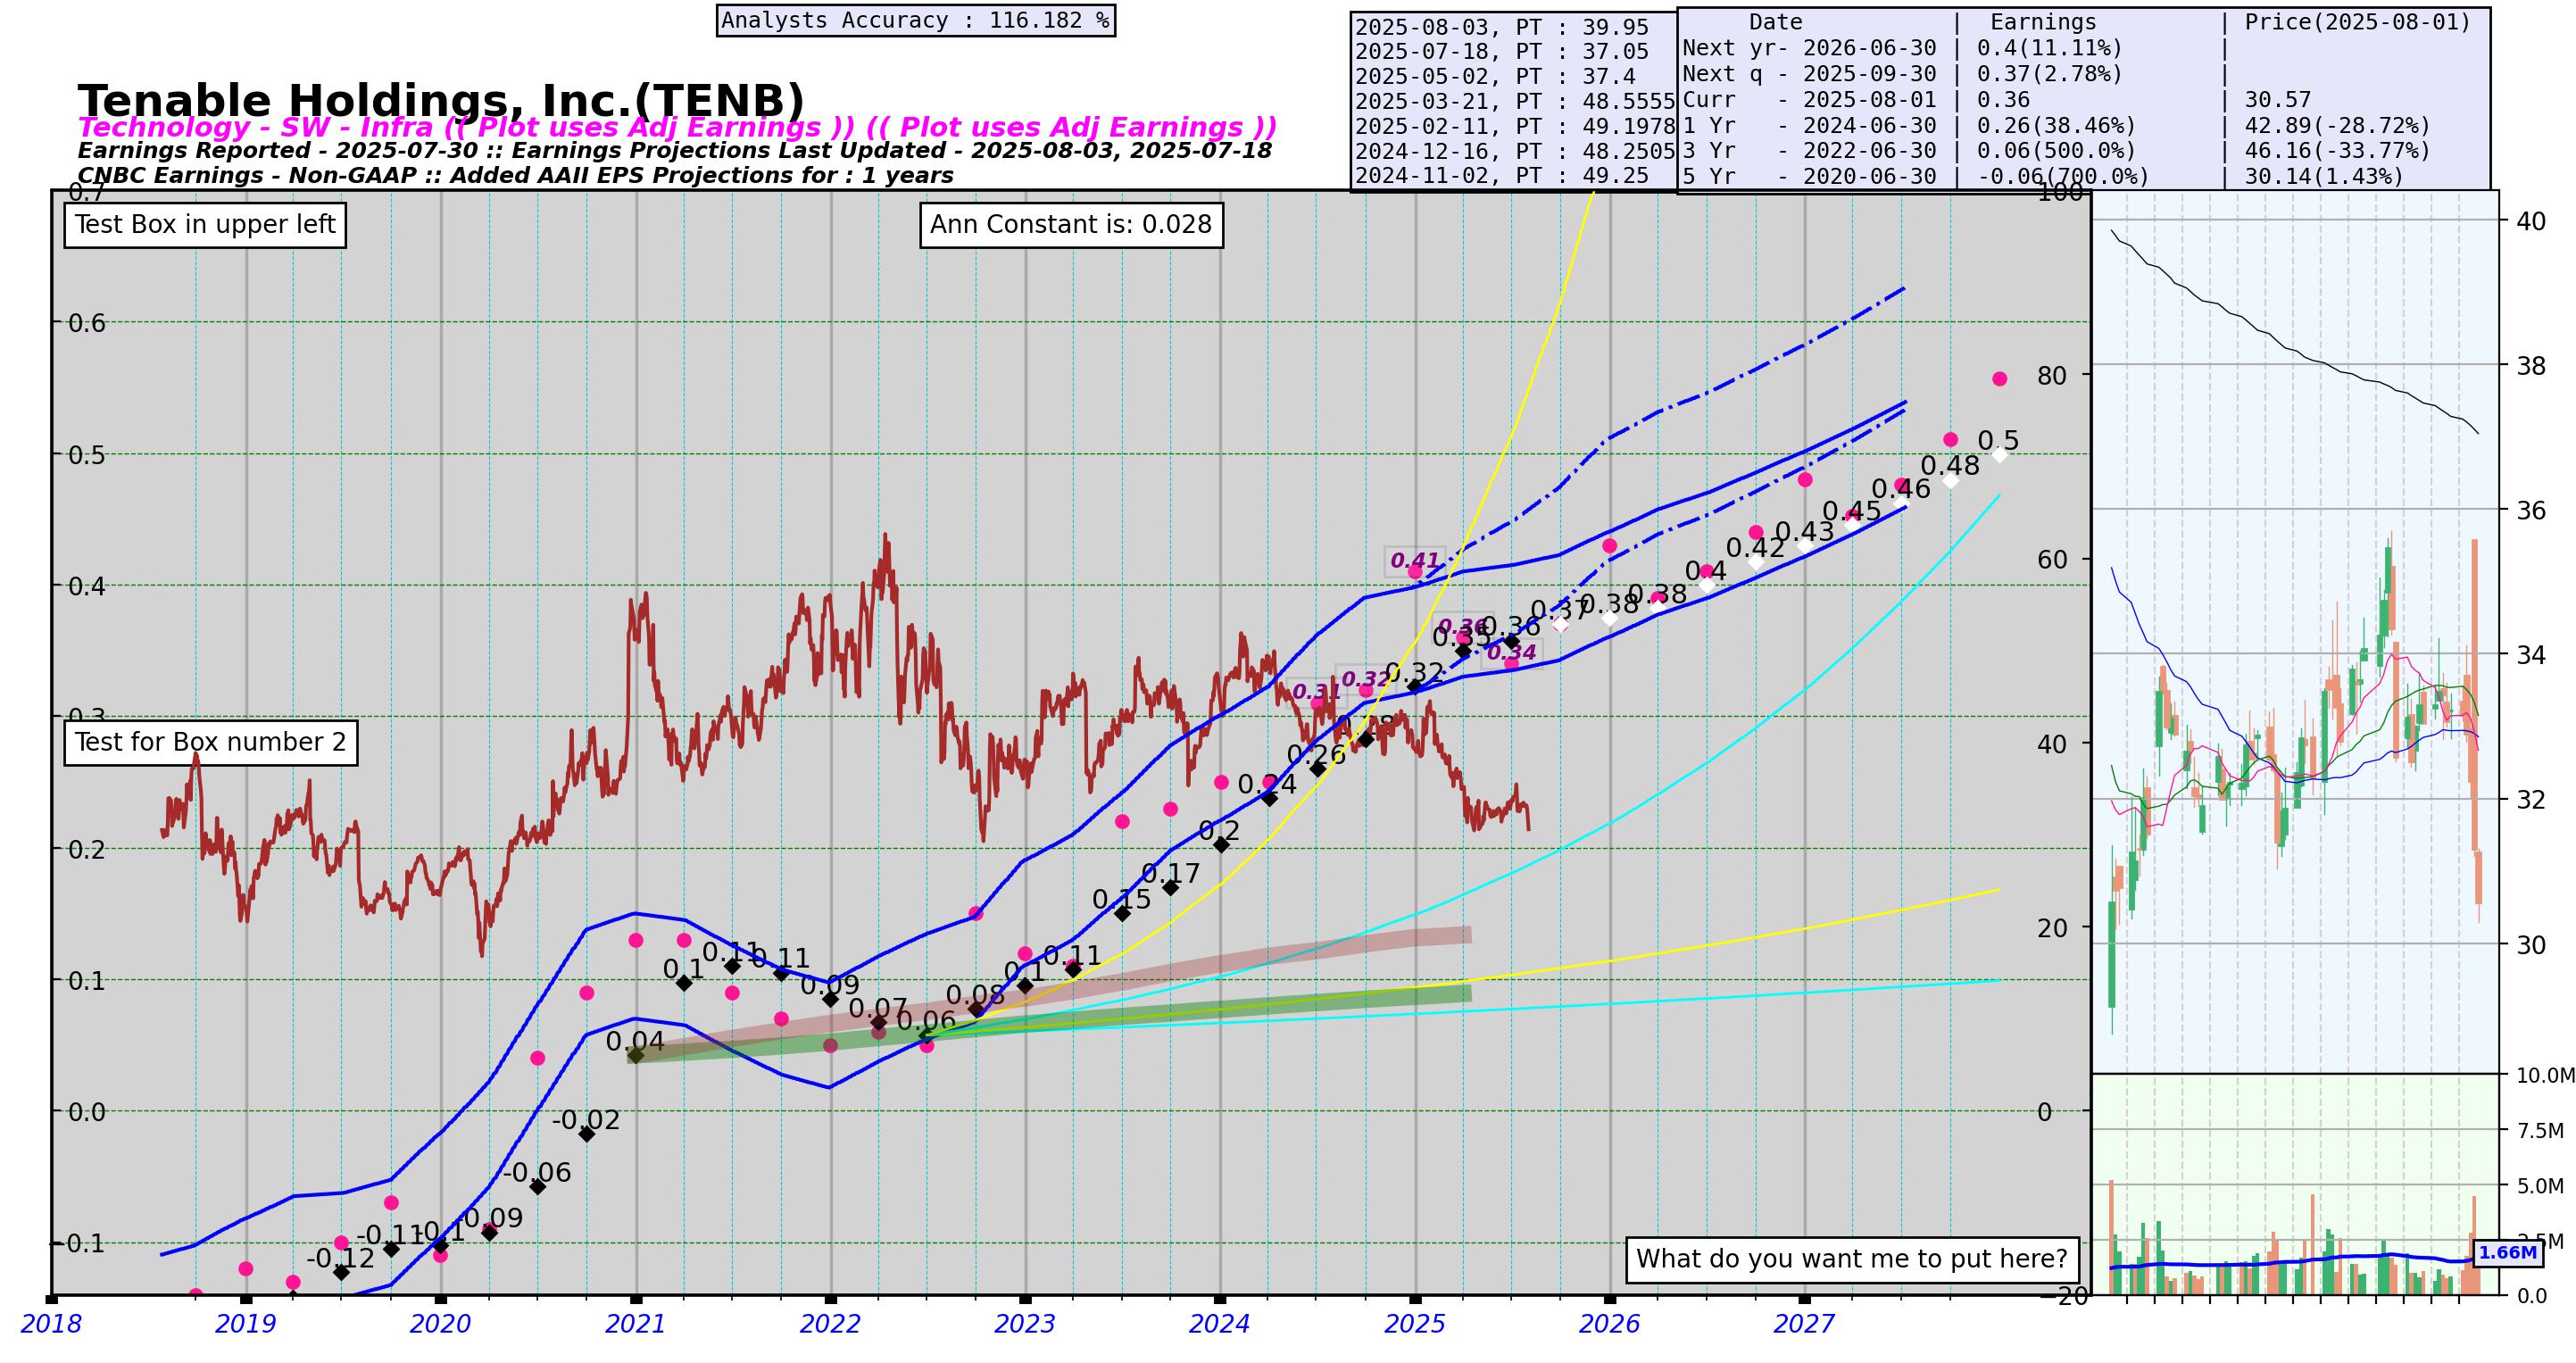 Analysts Accuracy : 116.182 %
2025-08-03, PT : 39.95
2025-07-18, PT : 37.05
2025-05-02, PT : 37.4
2025-03-21, PT : 48.5555
2025-02-11, PT : 49.1978
2024-12-16, PT : 48.2505
2024-11-02, PT : 49.25
Date | Earnings | Price(2025-08-01)
Next yr- 2026-06-30 | 0.4(11.11%) |
Next q - 2025-09-30 | 0.37(2.78%) |
Curr - 2025-08-01 | 0.36 | 30.57
1 Yr - 2024-06-30 | 0.26(38.46%) | 42.89(-28.72%)
3 Yr - 2022-06-30 | 0.06(500.0%) | 46.16(-33.77%)
5 Yr - 2020-06-30 | -0.06(700.0%) | 30.14(1.43%)
Tenable Holdings, Inc.(TENB)
Technology - SW - Infra (( Plot uses Adj Earnings )) (( Plot uses Adj Earnings ))
Earnings Reported - 2025-07-30 :: Earnings Projections Last Updated - 2025-08-03, 2025-07-18
CNBC Earnings - Non-GAAP :: Added AAII EPS Projections for : 1 years
Test Box in upper left
Ann Constant is: 0.028
Test for Box number 2
What do you want me to put here?
0.7
0.6
0.5
0.4
0.3
0.2
0.1
0.0
−0.1
-0.12
-0.11
-0.1
-0.09
-0.06
-0.02
0.04
0.1
0.11
0.11
0.09
0.07
0.06
0.08
0.1
0.11
0.15
0.17
0.2
0.24
0.26
0.28
0.32
0.35
0.36
0.37
0.38
0.38
0.4
0.42
0.43
0.45
0.46
0.48
0.5
0.31
0.32
0.41
0.36
0.34
100
80
60
40
20
0
−20
40
38
36
34
32
30
10.0M
7.5M
5.0M
2.5M
0.0
1.66M
2018
2019
2020
2021
2022
2023
2024
2025
2026
2027